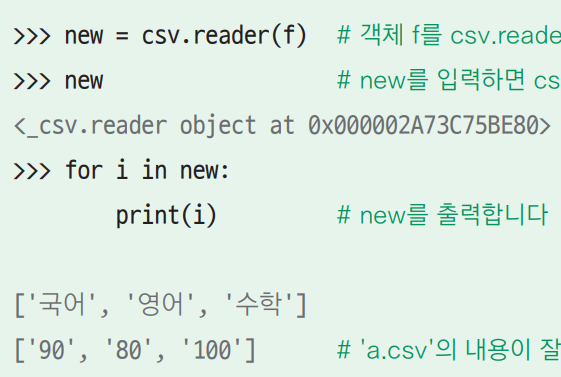 >>> new = csv.reader(f) # 객체 f를 csv.reade
>>> new # new를 입력하면 cs
<_csv.reader object at 0x000002A73C75BE80>
>>> for i in new:
print(i) # new를 출력합니다
['국어', '영어', '수학']
['90', '80', '100'] # 'a.csv'의 내용이 잘